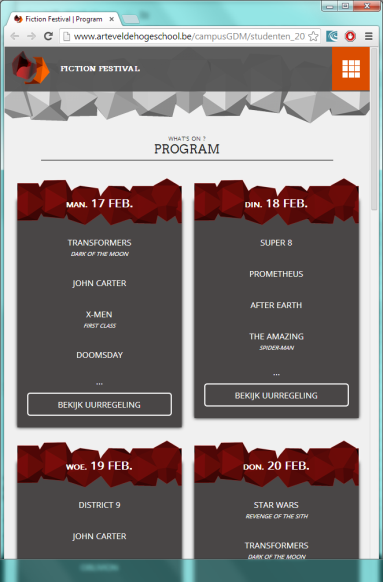 Fiction Festival | Program
www.arteveldehogeschool.be/campusGDM/studenten_20
FICTION FESTIVAL
WHAT'S ON ?
PROGRAM
MAN. 17 FEB.
TRANSFORMERS
DARK OF THE MOON
JOHN CARTER
X-MEN
FIRST CLASS
DOOMSDAY
...
BEKIJK UURREGELING
DIN. 18 FEB.
SUPER 8
PROMETHEUS
AFTER EARTH
THE AMAZING
SPIDER-MAN
...
BEKIJK UURREGELING
WOE. 19 FEB.
DISTRICT 9
JOHN CARTER
DON. 20 FEB.
STAR WARS
REVENGE OF THE SITH
TRANSFORMERS
DARK OF THE MOON